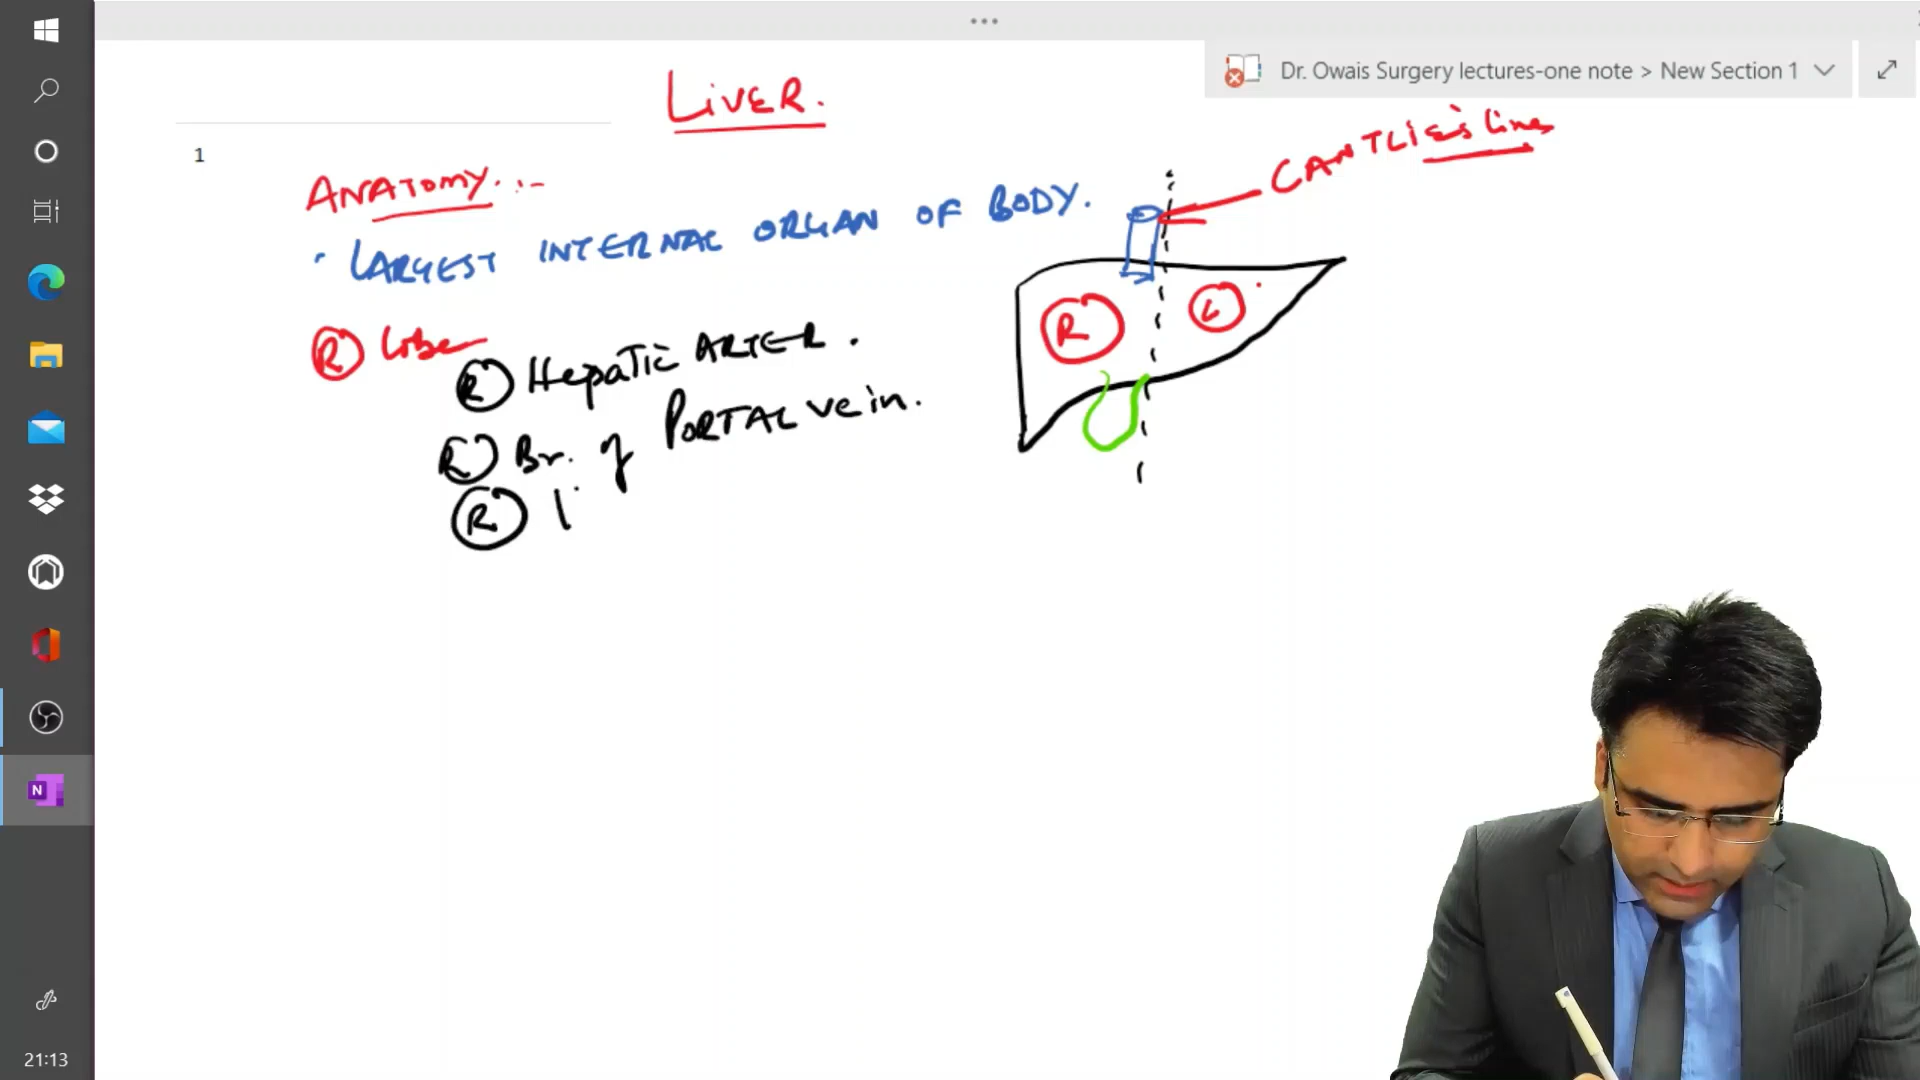 Dr. Owais Surgery lectures-one note > New Section 1
LIVER.
CANTLIE'S Line
1
ANATOMY.:-
· LARGEST INTERNAL ORGAN OF BODY.
R Lobe
R Hepatic ARTER.
R Br. of PORTAL vein.
R
R L
N
21:13